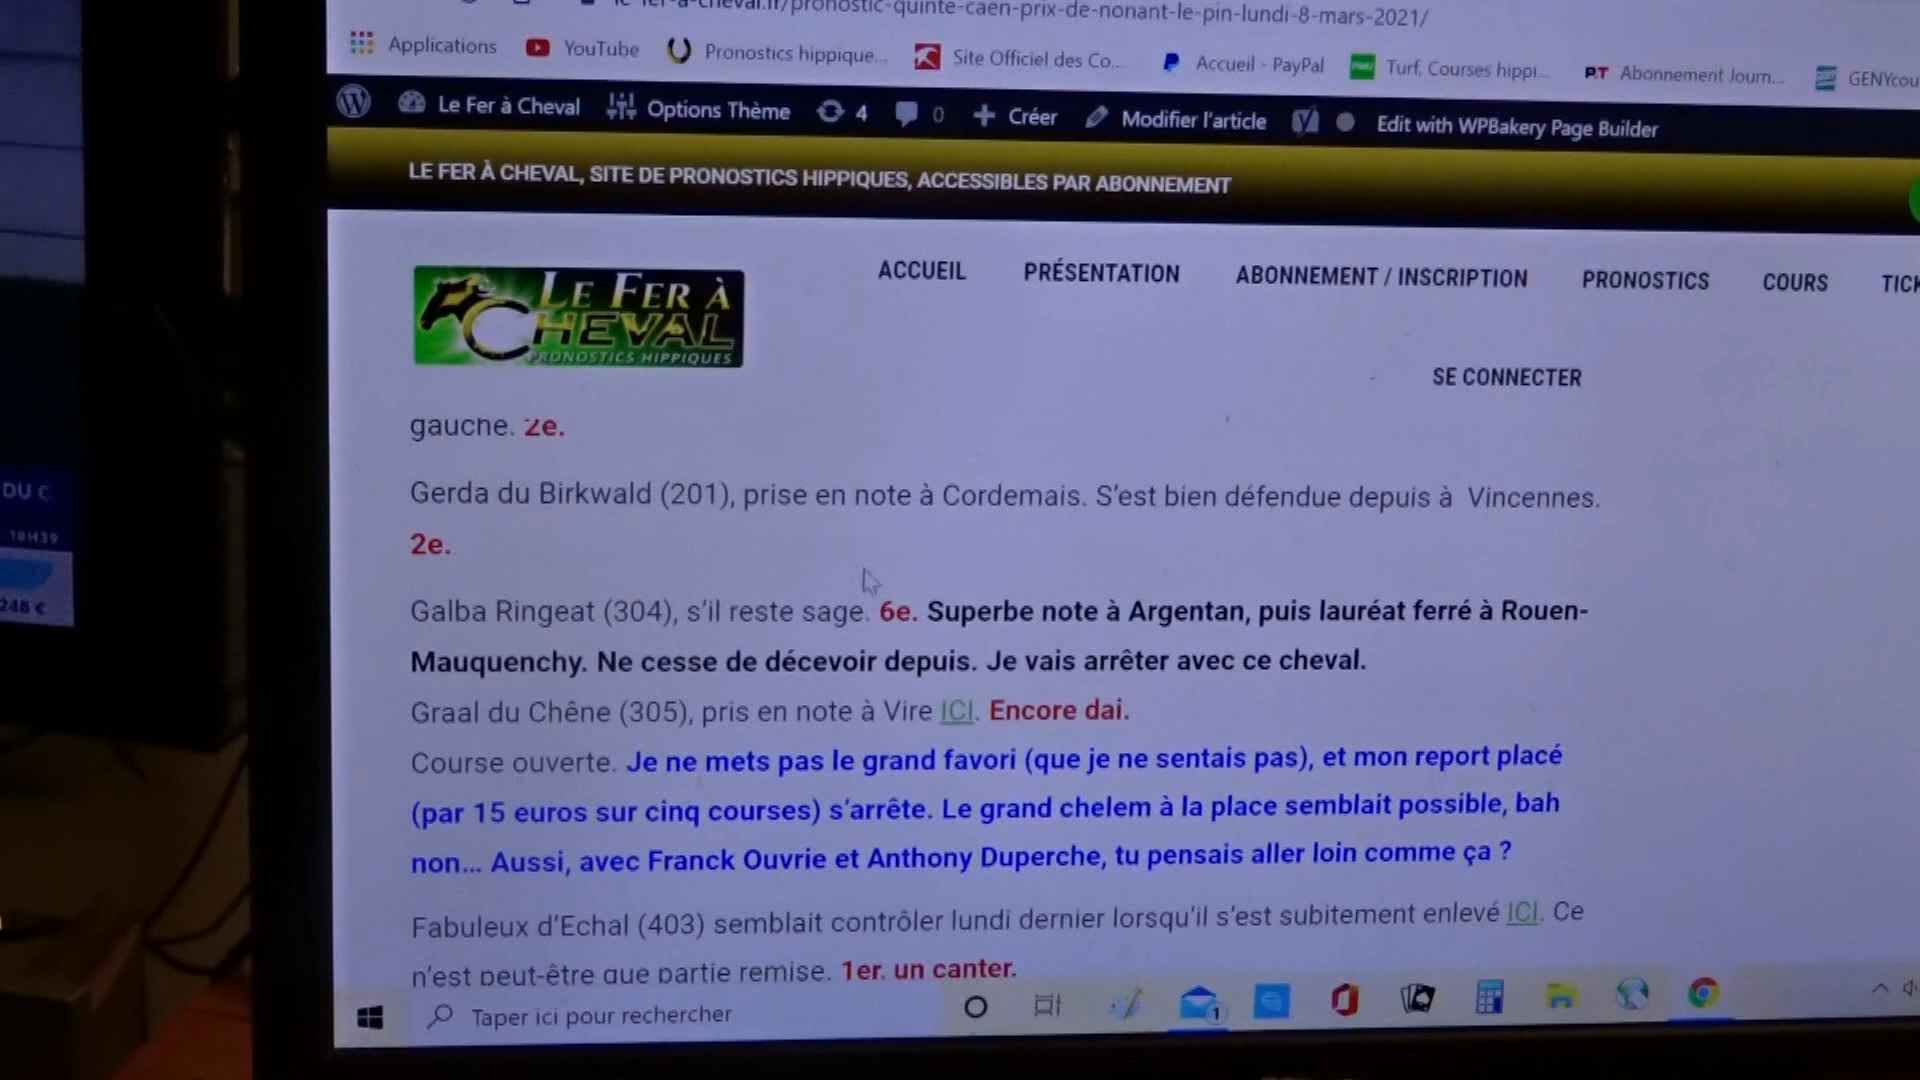 le-fer-a-cheval.fr/pronostic-quinte-caen-prix-de-nonant-le-pin-lundi-8-mars-2021/
Applications YouTube Pronostics hippique... Site Officiel des Co... Accueil - PayPal Turf, Courses hippi... P.T Abonnement Journ... GENYcou
Le Fer à Cheval Options Thème 4 0 Créer Modifier l'article Edit with WPBakery Page Builder
LE FER À CHEVAL, SITE DE PRONOSTICS HIPPIQUES, ACCESSIBLES PAR ABONNEMENT
LE FER À
CHEVAL
PRONOSTICS HIPPIQUES
ACCUEIL PRÉSENTATION ABONNEMENT / INSCRIPTION PRONOSTICS COURS TICK
SE CONNECTER
gauche. 2e.
Gerda du Birkwald (201), prise en note à Cordemais. S'est bien défendue depuis à Vincennes.
2e.
Galba Ringeat (304), s'il reste sage. 6e. Superbe note à Argentan, puis lauréat ferré à Rouen-
Mauquenchy. Ne cesse de décevoir depuis. Je vais arrêter avec ce cheval.
Graal du Chêne (305), pris en note à Vire ICI. Encore dai.
Course ouverte. Je ne mets pas le grand favori (que je ne sentais pas), et mon report placé
(par 15 euros sur cinq courses) s'arrête. Le grand chelem à la place semblait possible, bah
non... Aussi, avec Franck Ouvrie et Anthony Duperche, tu pensais aller loin comme ça ?
Fabuleux d'Echal (403) semblait contrôler lundi dernier lorsqu'il s'est subitement enlevé ICI. Ce
n'est peut-être que partie remise. 1er. un canter.
Taper ici pour rechercher
1
DU C
18H39
248 €